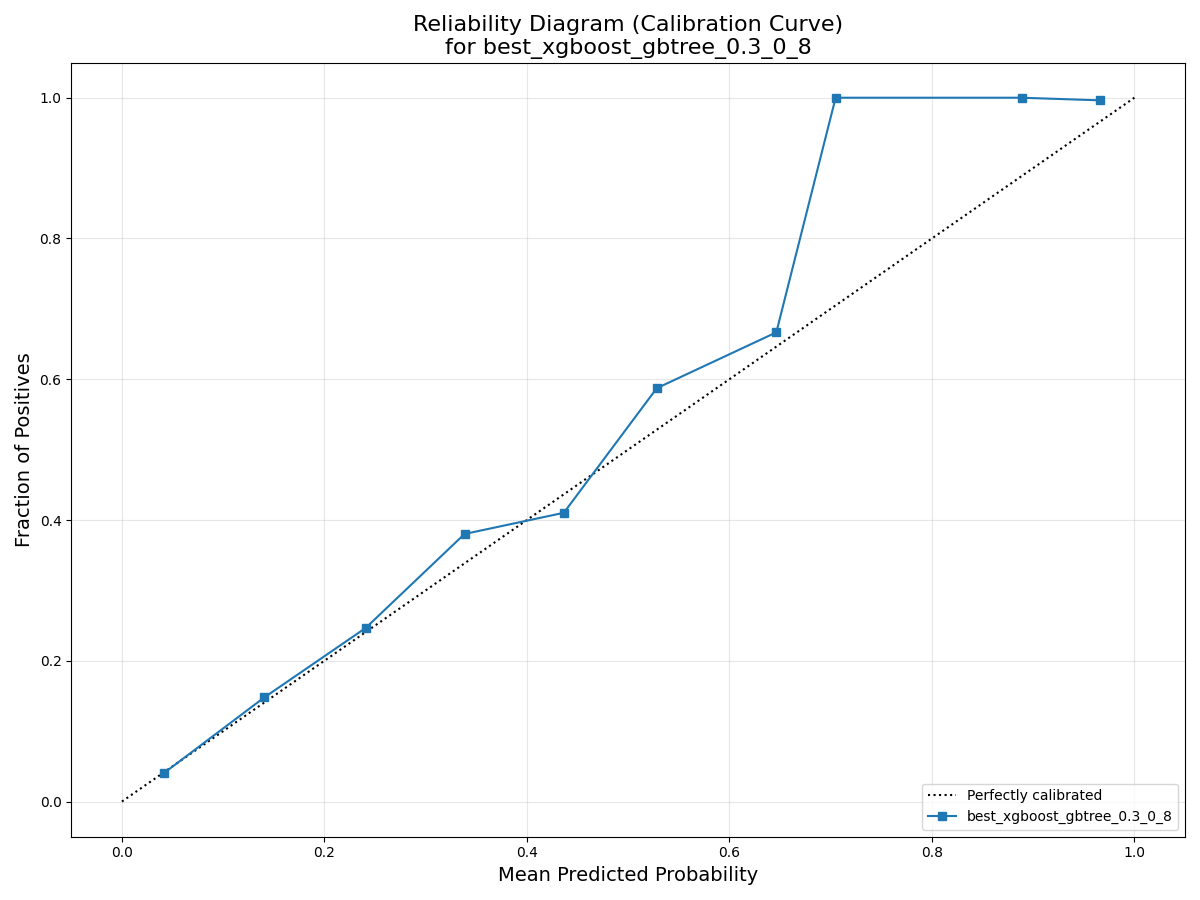 Reliability Diagram (Calibration Curve)
for best_xgboost_gbtree_0.3_0_8
Fraction of Positives
1.0
0.8
0.6
0.4
0.2
0.0
0.0 0.2 0.4 0.6 0.8 1.0
Mean Predicted Probability
Perfectly calibrated
best_xgboost_gbtree_0.3_0_8